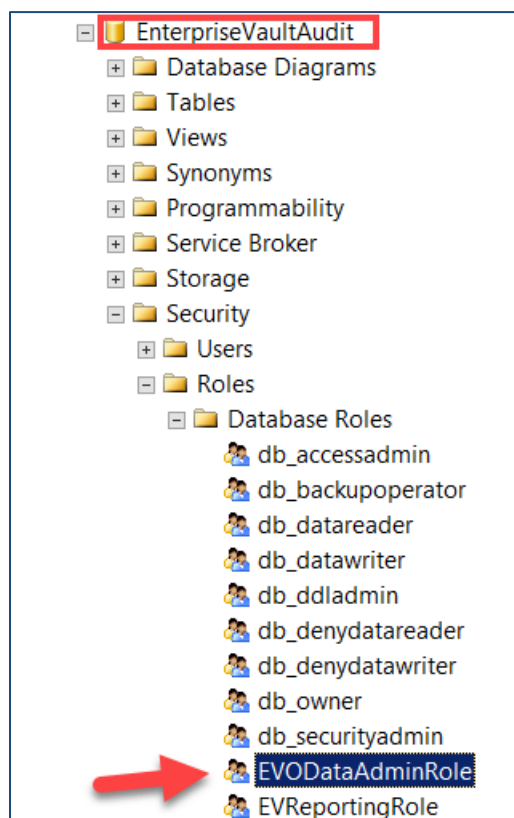 EnterpriseVaultAudit
Database Diagrams
Tables
Views
Synonyms
Programmability
Service Broker
Storage
Security
Users
Roles
Database Roles
db_accessadmin
db_backupoperator
db_datareader
db_datawriter
db_ddladmin
db_denydatareader
db_denydatawriter
db_owner
db_securityadmin
EVODataAdminRole
EVReportingRole